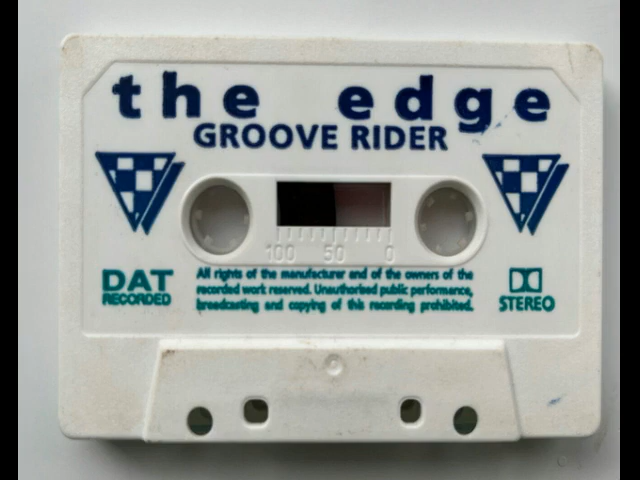 the edge
GROOVE RIDER
100 50 0
DAT
RECORDED
All rights of the manufacturer and of the owners of the
recorded work reserved. Unauthorised public performance,
broadcasting and copying of this recording prohibited.
STEREO